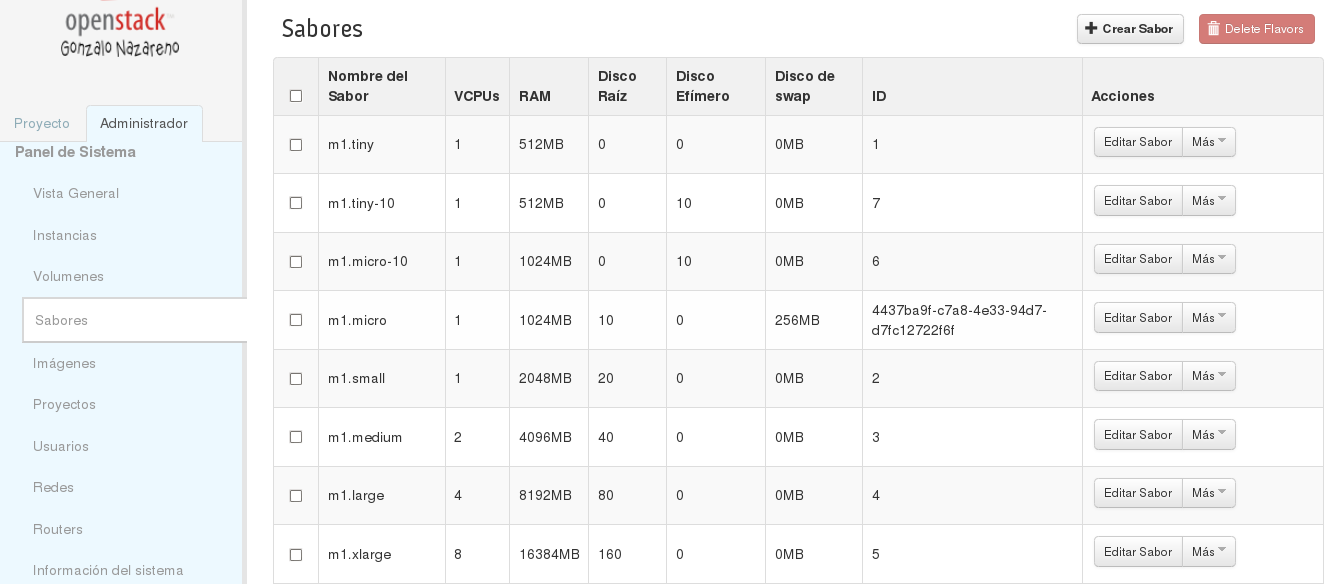 openstack
Gonzalo Nazareno
Proyecto Administrador
Panel de Sistema
Vista General
Instancias
Volumenes
Sabores
Imágenes
Proyectos
Usuarios
Redes
Routers
Información del sistema
Sabores
Crear Sabor Delete Flavors
Nombre del Sabor VCPUs RAM Disco Raíz Disco Efímero Disco de swap ID Acciones
m1.tiny 1 512MB 0 0 0MB 1 Editar Sabor Más
m1.tiny-10 1 512MB 0 10 0MB 7 Editar Sabor Más
m1.micro-10 1 1024MB 0 10 0MB 6 Editar Sabor Más
m1.micro 1 1024MB 10 0 256MB 4437ba9f-c7a8-4e33-94d7-d7fc12722f6f Editar Sabor Más
m1.small 1 2048MB 20 0 0MB 2 Editar Sabor Más
m1.medium 2 4096MB 40 0 0MB 3 Editar Sabor Más
m1.large 4 8192MB 80 0 0MB 4 Editar Sabor Más
m1.xlarge 8 16384MB 160 0 0MB 5 Editar Sabor Más